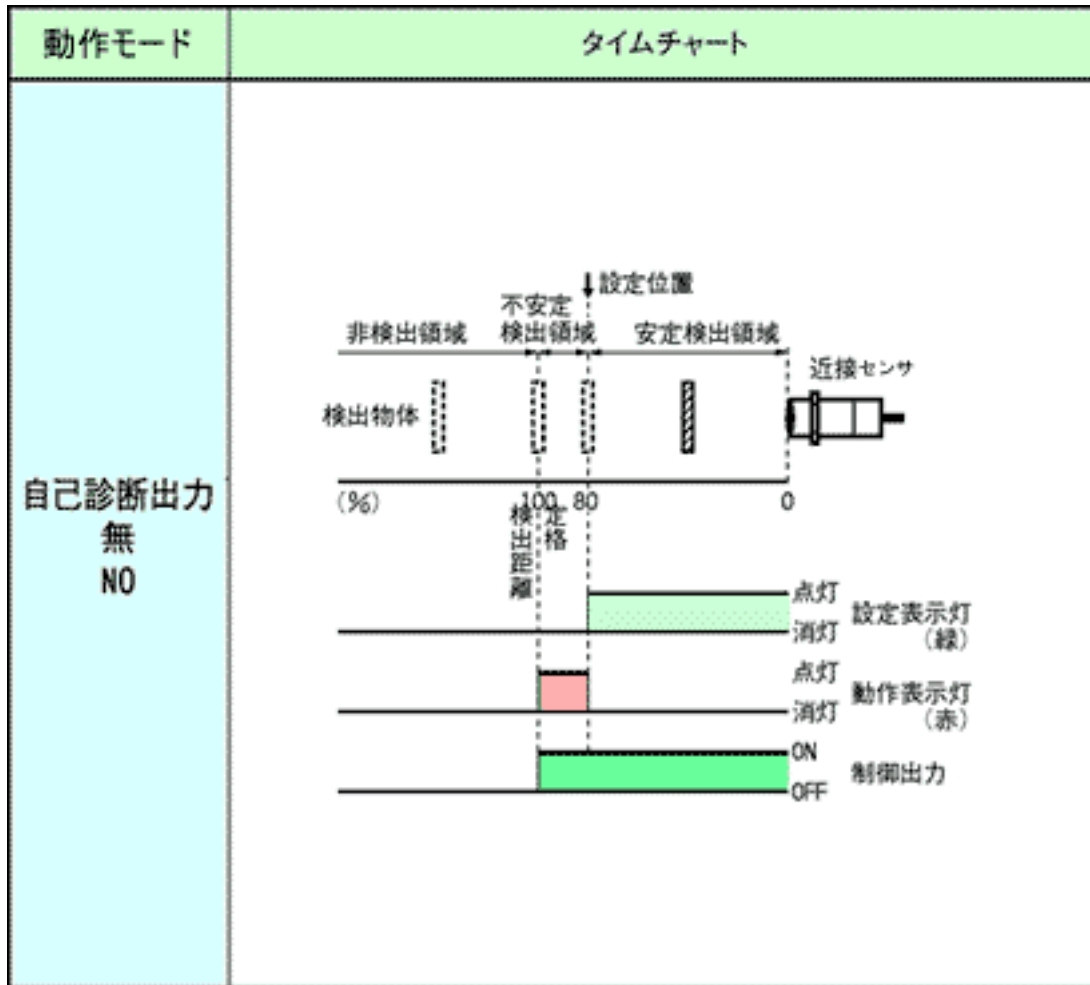 動作モード
タイムチャート
自己診断出力
無
NO
設定位置
不安定
検出領域
非検出領域
安定検出領域
近接センサ
検出物体
(%)
100
80
0
定格
検出距離
点灯
消灯
設定表示灯
(緑)
点灯
消灯
動作表示灯
(赤)
ON
OFF
制御出力